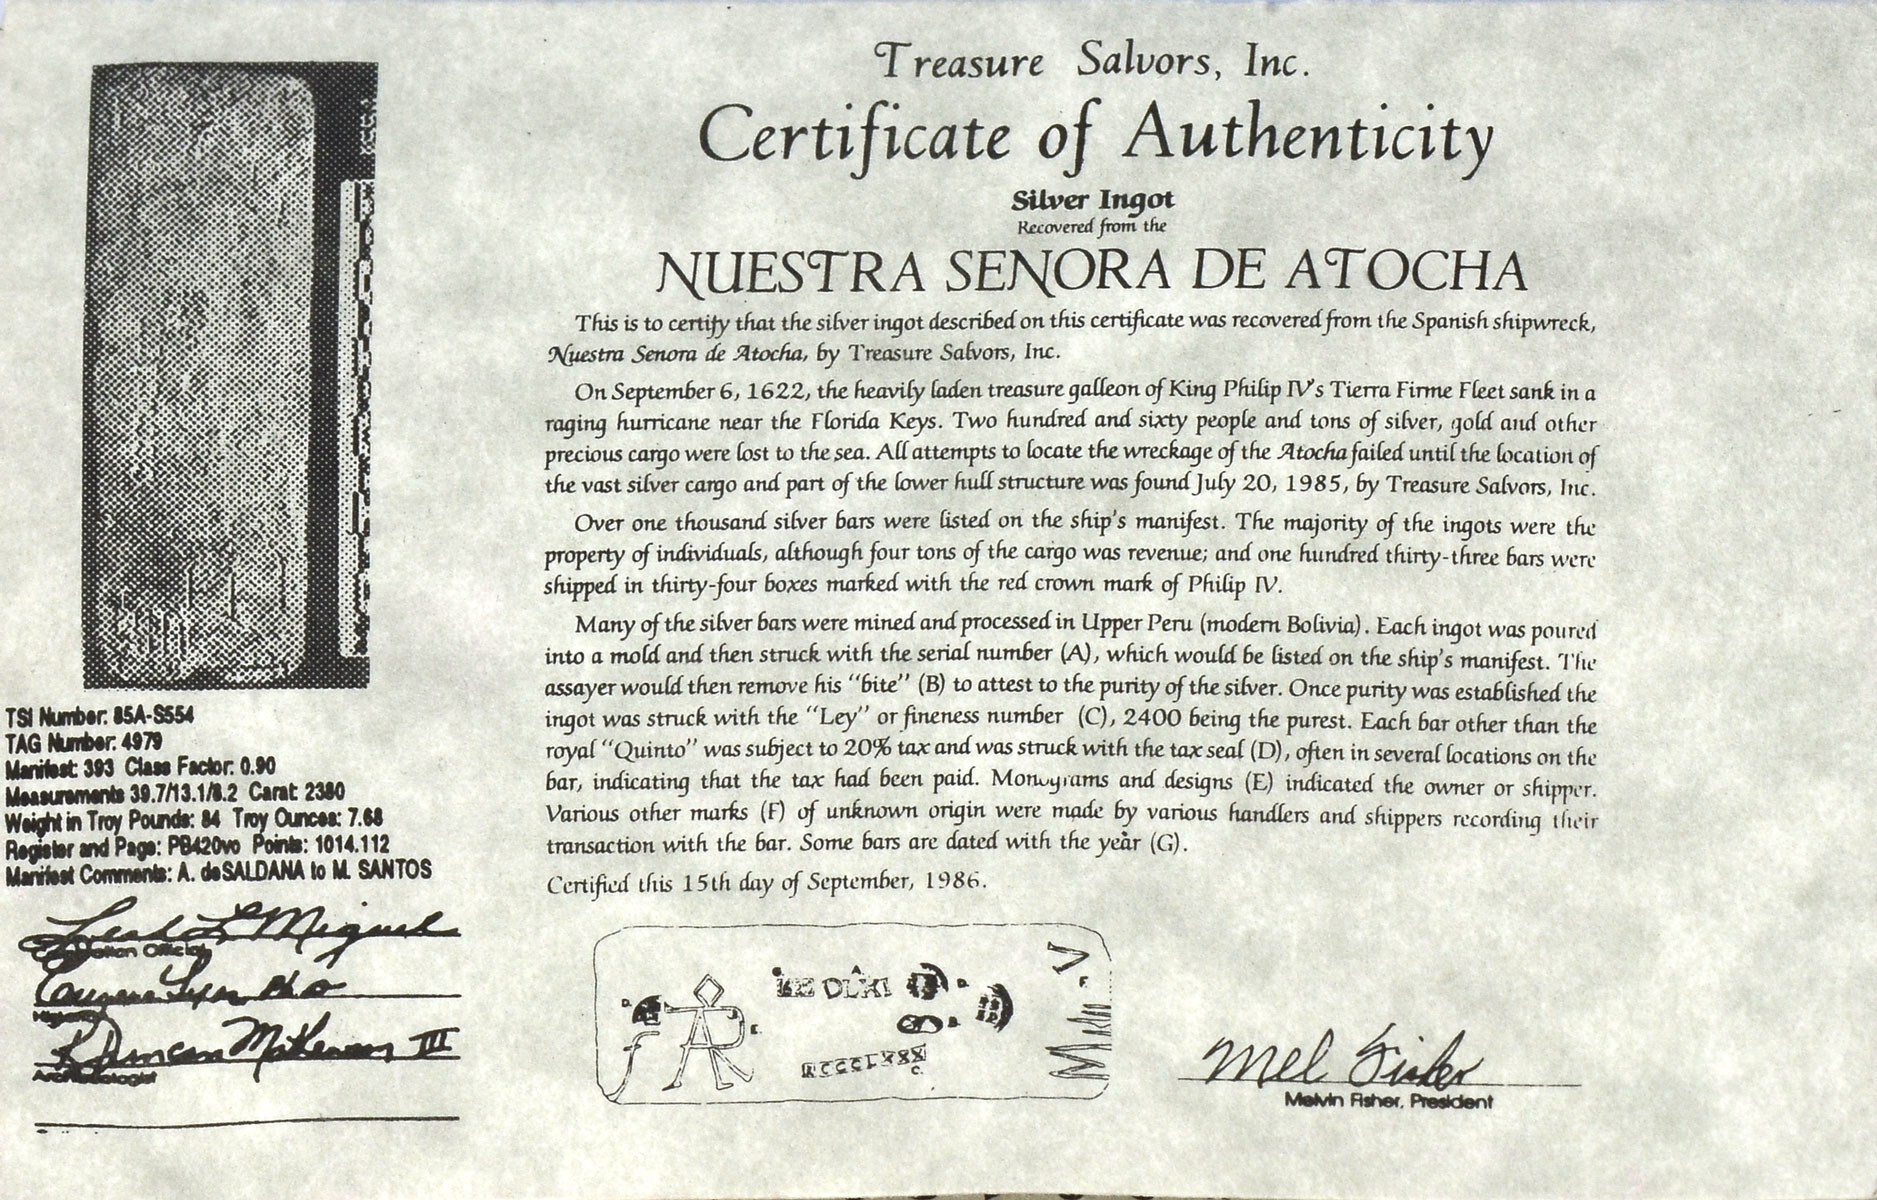 Treasure Salvors, Inc.
Certificate of Authenticity
Silver Ingot
Recovered from the
NUESTRA SENORA DE ATOCHA
This is to certify that the silver ingot described on this certificate was recovered from the Spanish shipwreck,
Nuestra Senora de Atocha, by Treasure Salvors, Inc.
On September 6, 1622, the heavily laden treasure galleon of King Philip IV's Tierra Firme Fleet sank in a
raging hurricane near the Florida Keys. Two hundred and sixty people and tons of silver, gold and other
precious cargo were lost to the sea. All attempts to locate the wreckage of the Atocha failed until the location of
the vast silver cargo and part of the lower hull structure was found July 20, 1985, by Treasure Salvors, Inc.
Over one thousand silver bars were listed on the ship's manifest. The majority of the ingots were the
property of individuals, although four tons of the cargo was revenue; and one hundred thirty-three bars were
shipped in thirty-four boxes marked with the red crown mark of Philip IV.
Many of the silver bars were mined and processed in Upper Peru (modern Bolivia). Each ingot was poured
into a mold and then struck with the serial number (A), which would be listed on the ship's manifest. The
assayer would then remove his "bite" (B) to attest to the purity of the silver. Once purity was established the
ingot was struck with the "Ley" or fineness number (C), 2400 being the purest. Each bar other than the
royal "Quinto" was subject to 20% tax and was struck with the tax seal (D), often in several locations on the
bar, indicating that the tax had been paid. Monograms and designs (E) indicated the owner or shipper.
Various other marks (F) of unknown origin were made by various handlers and shippers recording their
transaction with the bar. Some bars are dated with the year (G).
Certified this 15th day of September, 1986.
TSI Number: 85A-S554
TAG Number: 4979
Manifest: 393 Class Factor: 0.90
Measurements 39.7/13.1/8.2 Carat: 2380
Weight in Troy Pounds: 84 Troy Ounces: 7.68
Register and Page: PB420vo Points: 1014.112
Manifest Comments: A. deSALDANA to M. SANTOS
Archaeologist
Mel Fisher
Melvin Fisher, President